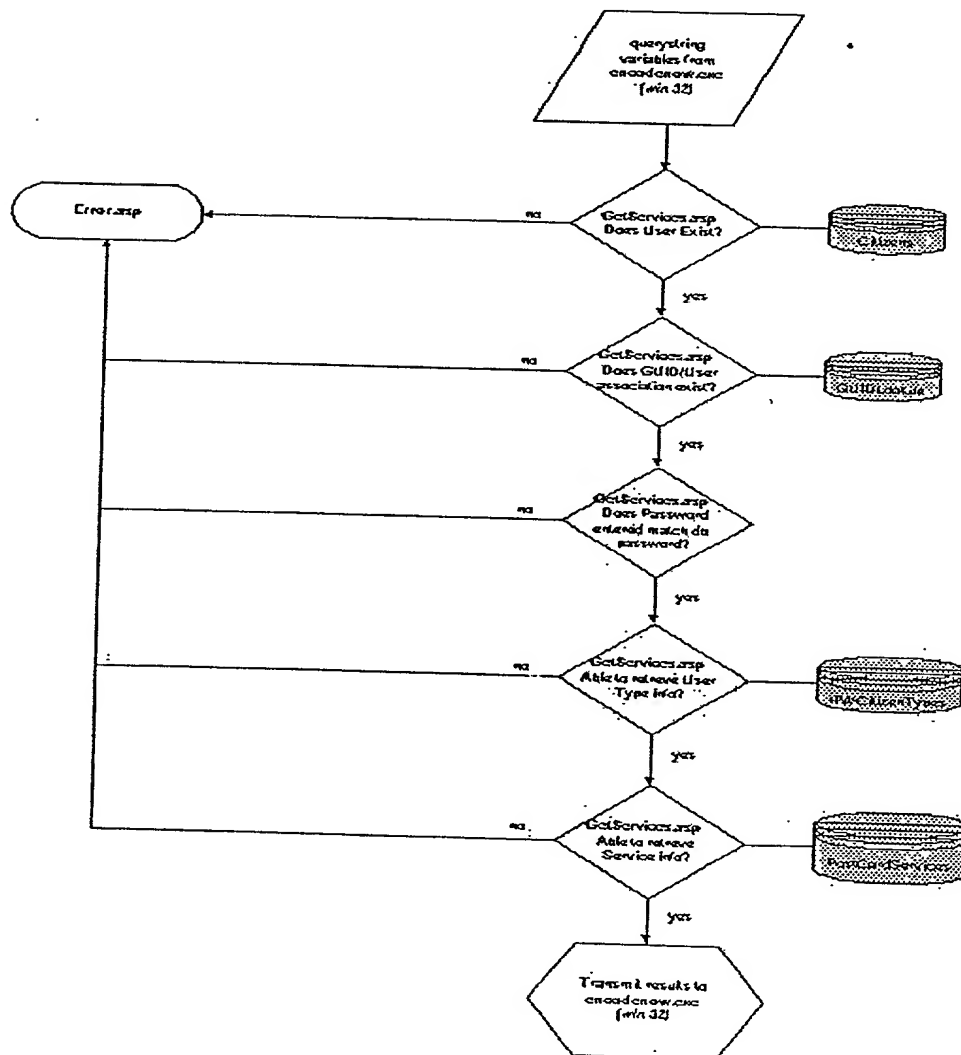 querystring
variables from
encodenow.exe
(win 32)
Error.asp
no
GetServices.asp
Does User Exist?
Citizens
yes
no
GetServices.asp
Does GUID/User
association exist?
GUIDLookup
yes
no
GetServices.asp
Does Password
entered match db
password?
yes
no
GetServices.asp
Able to retrieve User
Type info?
yes
no
GetServices.asp
Able to retrieve
Service info?
PostCardServices
yes
Transmit results to
encodenow.exe
(win 32)